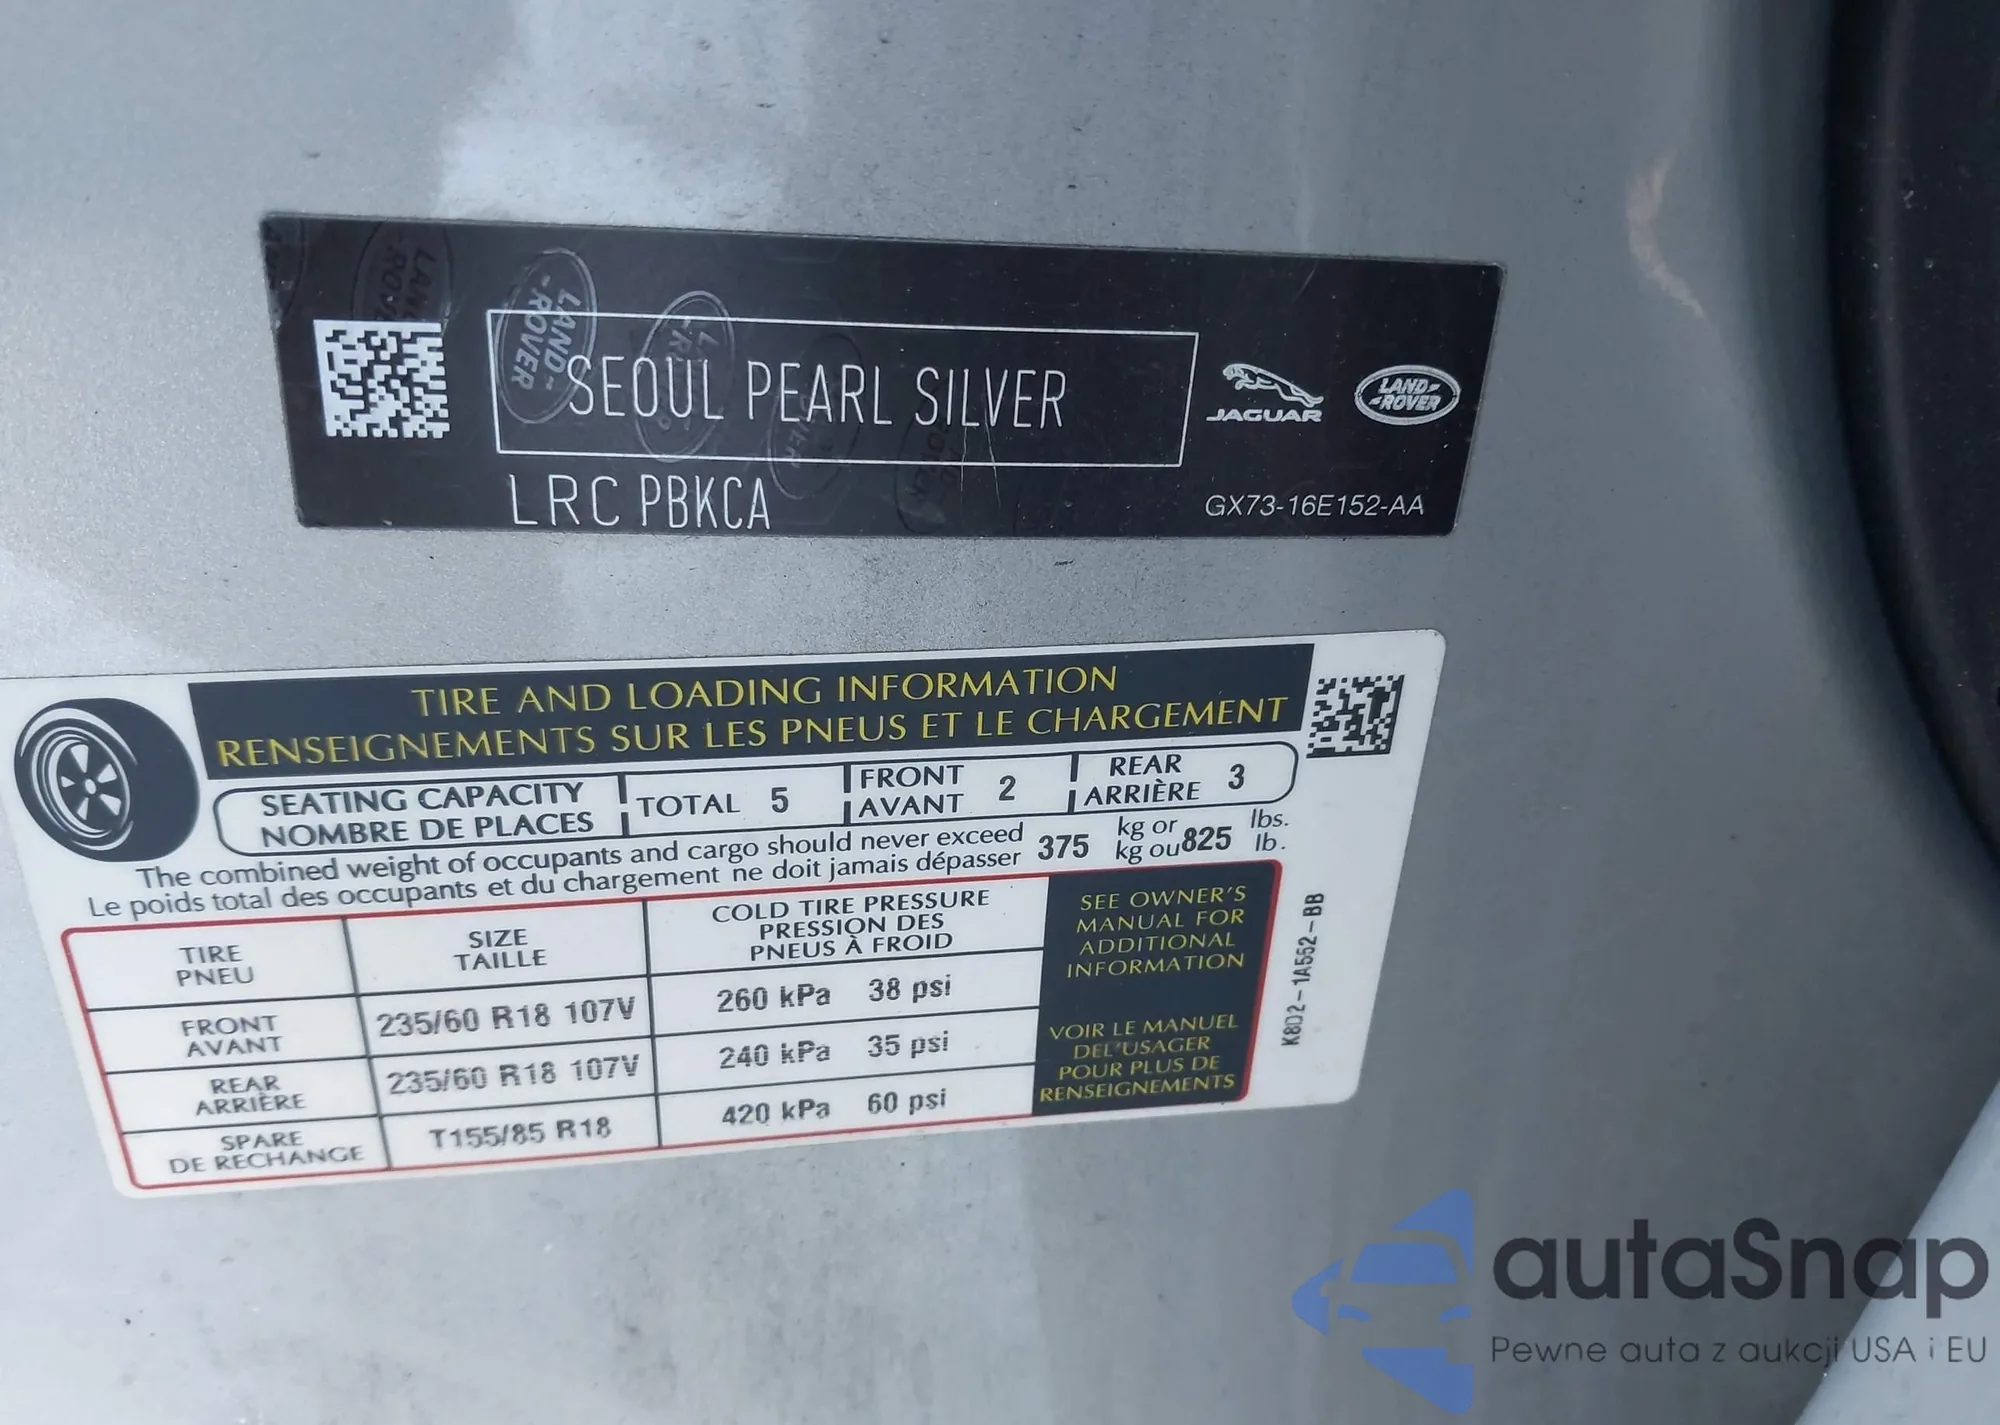 SEOUL PEARL SILVER
LRC PBKCA
JAGUAR
LAND-
-ROVER
GX73-16E152-AA
TIRE AND LOADING INFORMATION
RENSEIGNEMENTS SUR LES PNEUS ET LE CHARGEMENT
SEATING CAPACITY
NOMBRE DE PLACES
TOTAL 5
FRONT
AVANT
2
REAR
ARRIÈRE
3
The combined weight of occupants and cargo should never exceed
Le poids total des occupants et du chargement ne doit jamais dépasser
375
kg or
kg ou
825
lbs.
lb.
TIRE
PNEU
SIZE
TAILLE
COLD TIRE PRESSURE
PRESSION DES
PNEUS À FROID
FRONT
AVANT
235/60 R18 107V
260 kPa 38 psi
REAR
ARRIÈRE
235/60 R18 107V
240 kPa 35 psi
SPARE
DE RECHANGE
T155/85 R18
420 kPa 60 psi
SEE OWNER'S
MANUAL FOR
ADDITIONAL
INFORMATION
VOIR LE MANUEL
DEL'USAGER
POUR PLUS DE
RENSEIGNEMENTS
K8D2-1A552-BB
autaSnap
Pewne auta z aukcji USA i EU